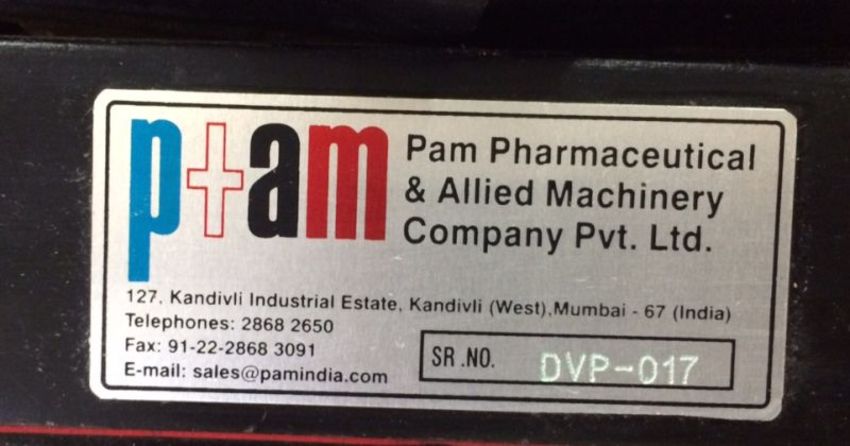 p+am
Pam Pharmaceutical
& Allied Machinery
Company Pvt. Ltd.
127, Kandivli Industrial Estate, Kandivli (West), Mumbai - 67 (India)
Telephones: 2868 2650
Fax: 91-22-2868 3091
E-mail: sales@pamindia.com
SR .NO. DVP-017